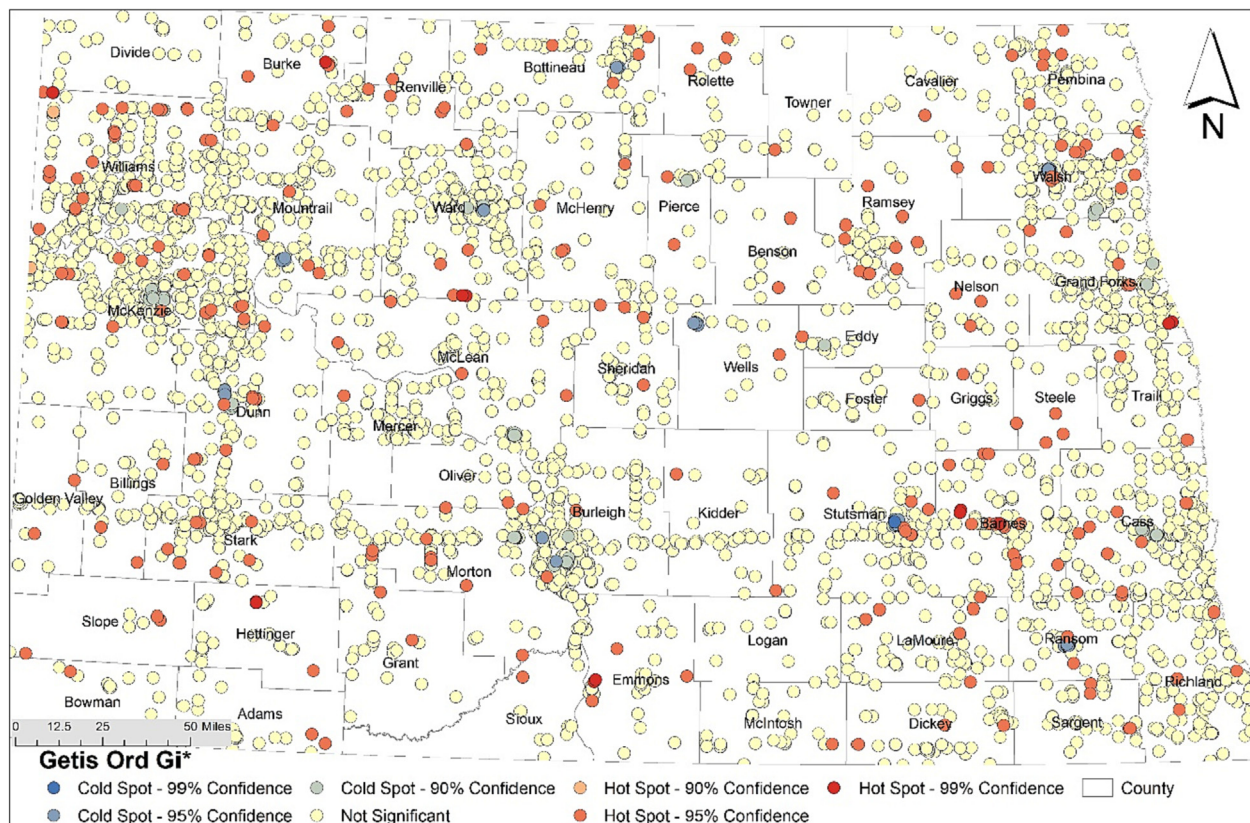 Divide
Burke
Renville
Bottineau
Rolette
Towner
Cavalier
Pembina
N
Williams
Mountrail
Ward
McHenry
Pierce
Ramsey
Walsh
Benson
Nelson
Grand Forks
McKenzie
McLean
Sheridan
Wells
Eddy
Dunn
Mercer
Foster
Griggs
Steele
Traill
Billings
Oliver
Golden Valley
Stark
Burleigh
Kidder
Stutsman
Barnes
Cass
Morton
Slope
Hettinger
Grant
Logan
LaMoure
Ransom
Emmons
Richland
Bowman
Adams
Sioux
McIntosh
Dickey
Sargent
0 12.5 25 50 Miles
Getis Ord Gi*
Cold Spot - 99% Confidence Cold Spot - 90% Confidence Hot Spot - 90% Confidence Hot Spot - 99% Confidence County
Cold Spot - 95% Confidence Not Significant Hot Spot - 95% Confidence